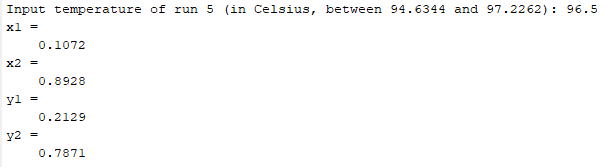 Input temperature of run 5 (in Celsius, between 94.6344 and 97.2262): 96.5
x1 =
0.1072
x2 =
0.8928
y1 =
0.2129
y2 =
0.7871